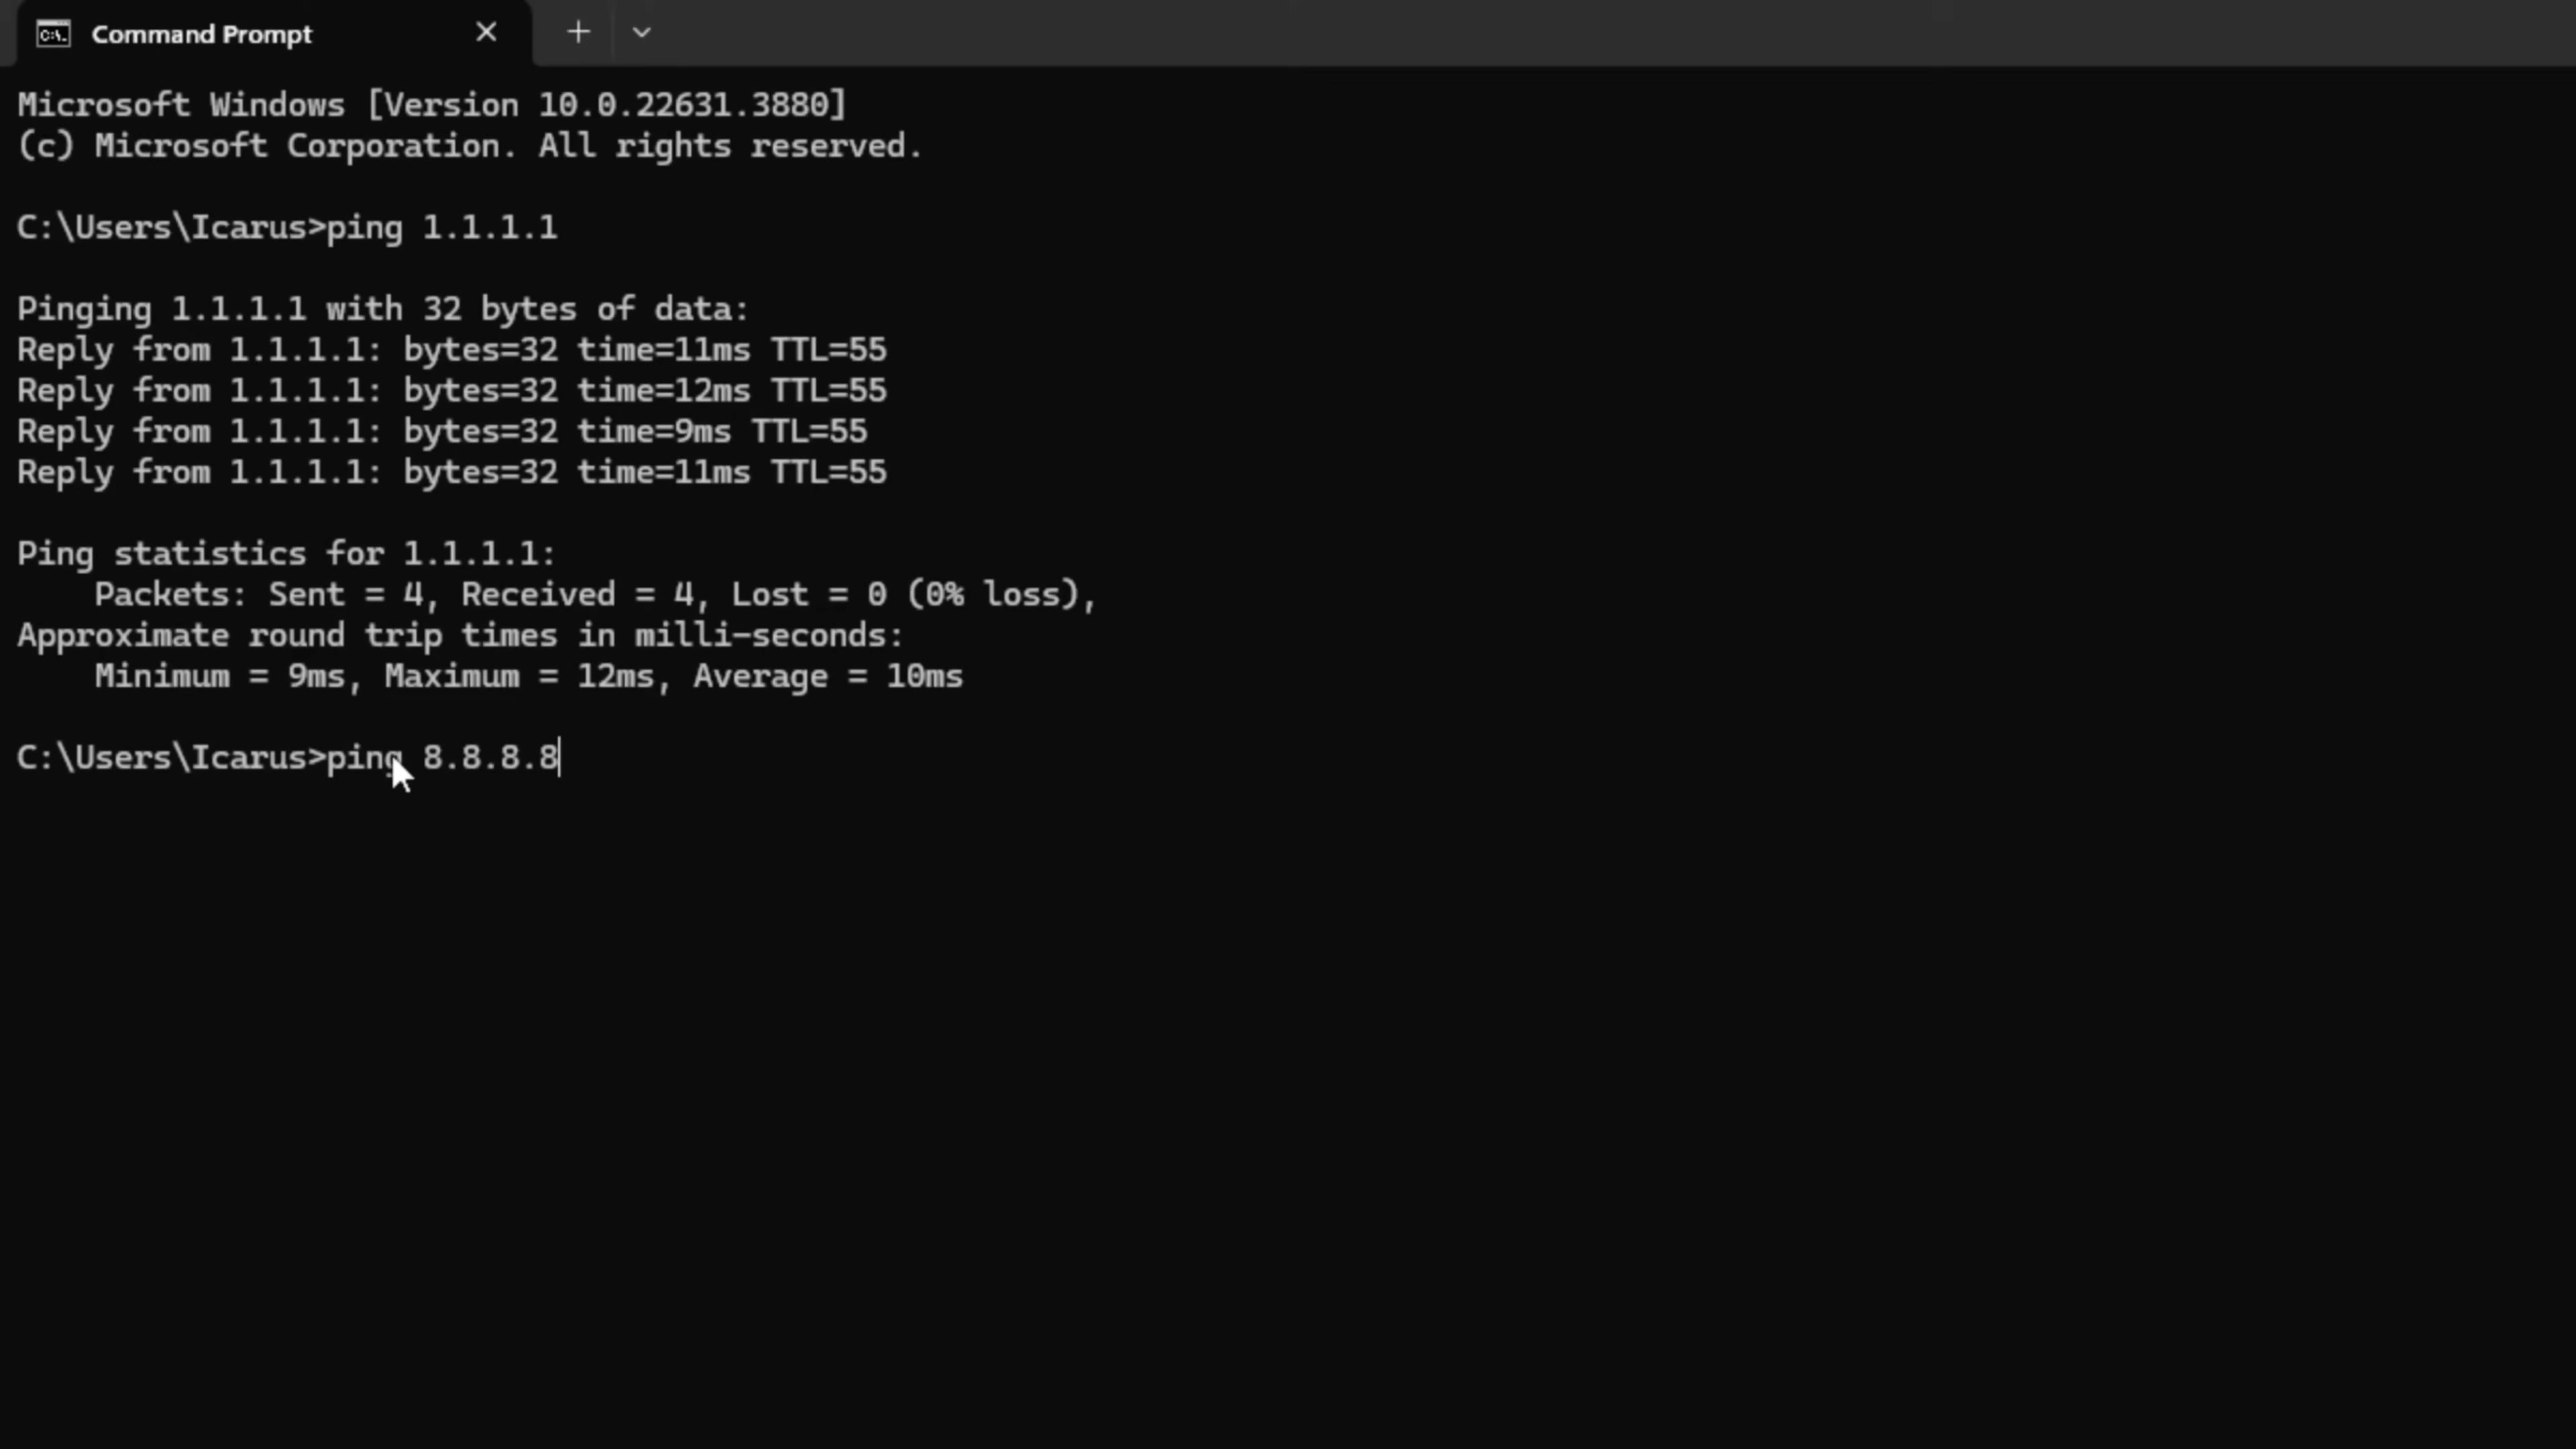 Command Prompt
Microsoft Windows [Version 10.0.22631.3880]
(c) Microsoft Corporation. All rights reserved.
C:\Users\Icarus>ping 1.1.1.1
Pinging 1.1.1.1 with 32 bytes of data:
Reply from 1.1.1.1: bytes=32 time=11ms TTL=55
Reply from 1.1.1.1: bytes=32 time=12ms TTL=55
Reply from 1.1.1.1: bytes=32 time=9ms TTL=55
Reply from 1.1.1.1: bytes=32 time=11ms TTL=55
Ping statistics for 1.1.1.1:
    Packets: Sent = 4, Received = 4, Lost = 0 (0% loss),
Approximate round trip times in milli-seconds:
    Minimum = 9ms, Maximum = 12ms, Average = 10ms
C:\Users\Icarus>ping 8.8.8.8